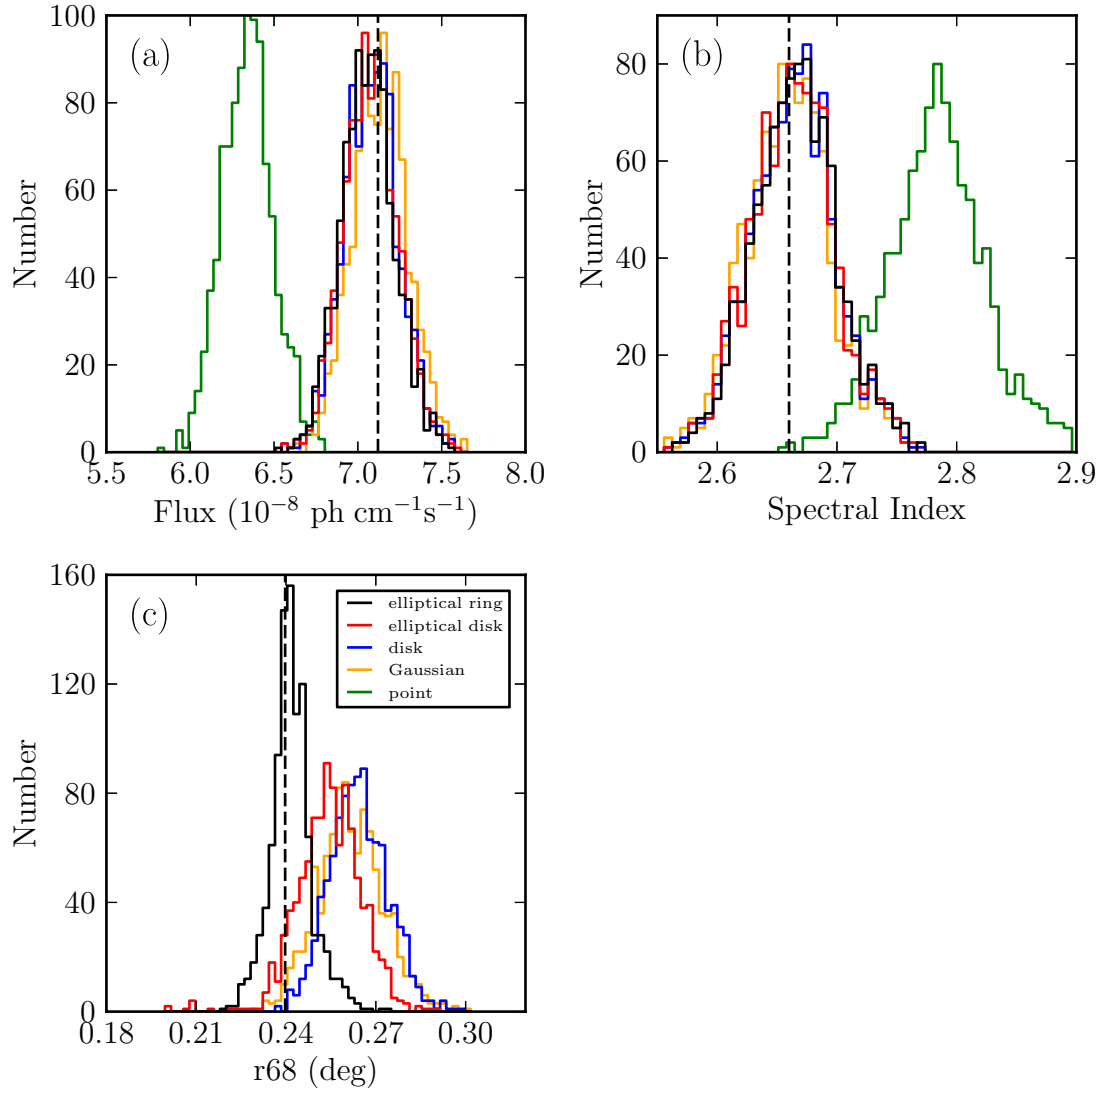 (a)
100
80
60
40
20
0
Number
5.5 6.0 6.5 7.0 7.5 8.0
Flux (10⁻⁸ ph cm⁻¹s⁻¹)
(b)
80
60
40
20
0
Number
2.6 2.7 2.8 2.9
Spectral Index
(c)
160
120
80
40
0
Number
elliptical ring
elliptical disk
disk
Gaussian
point
0.18 0.21 0.24 0.27 0.30
r68 (deg)